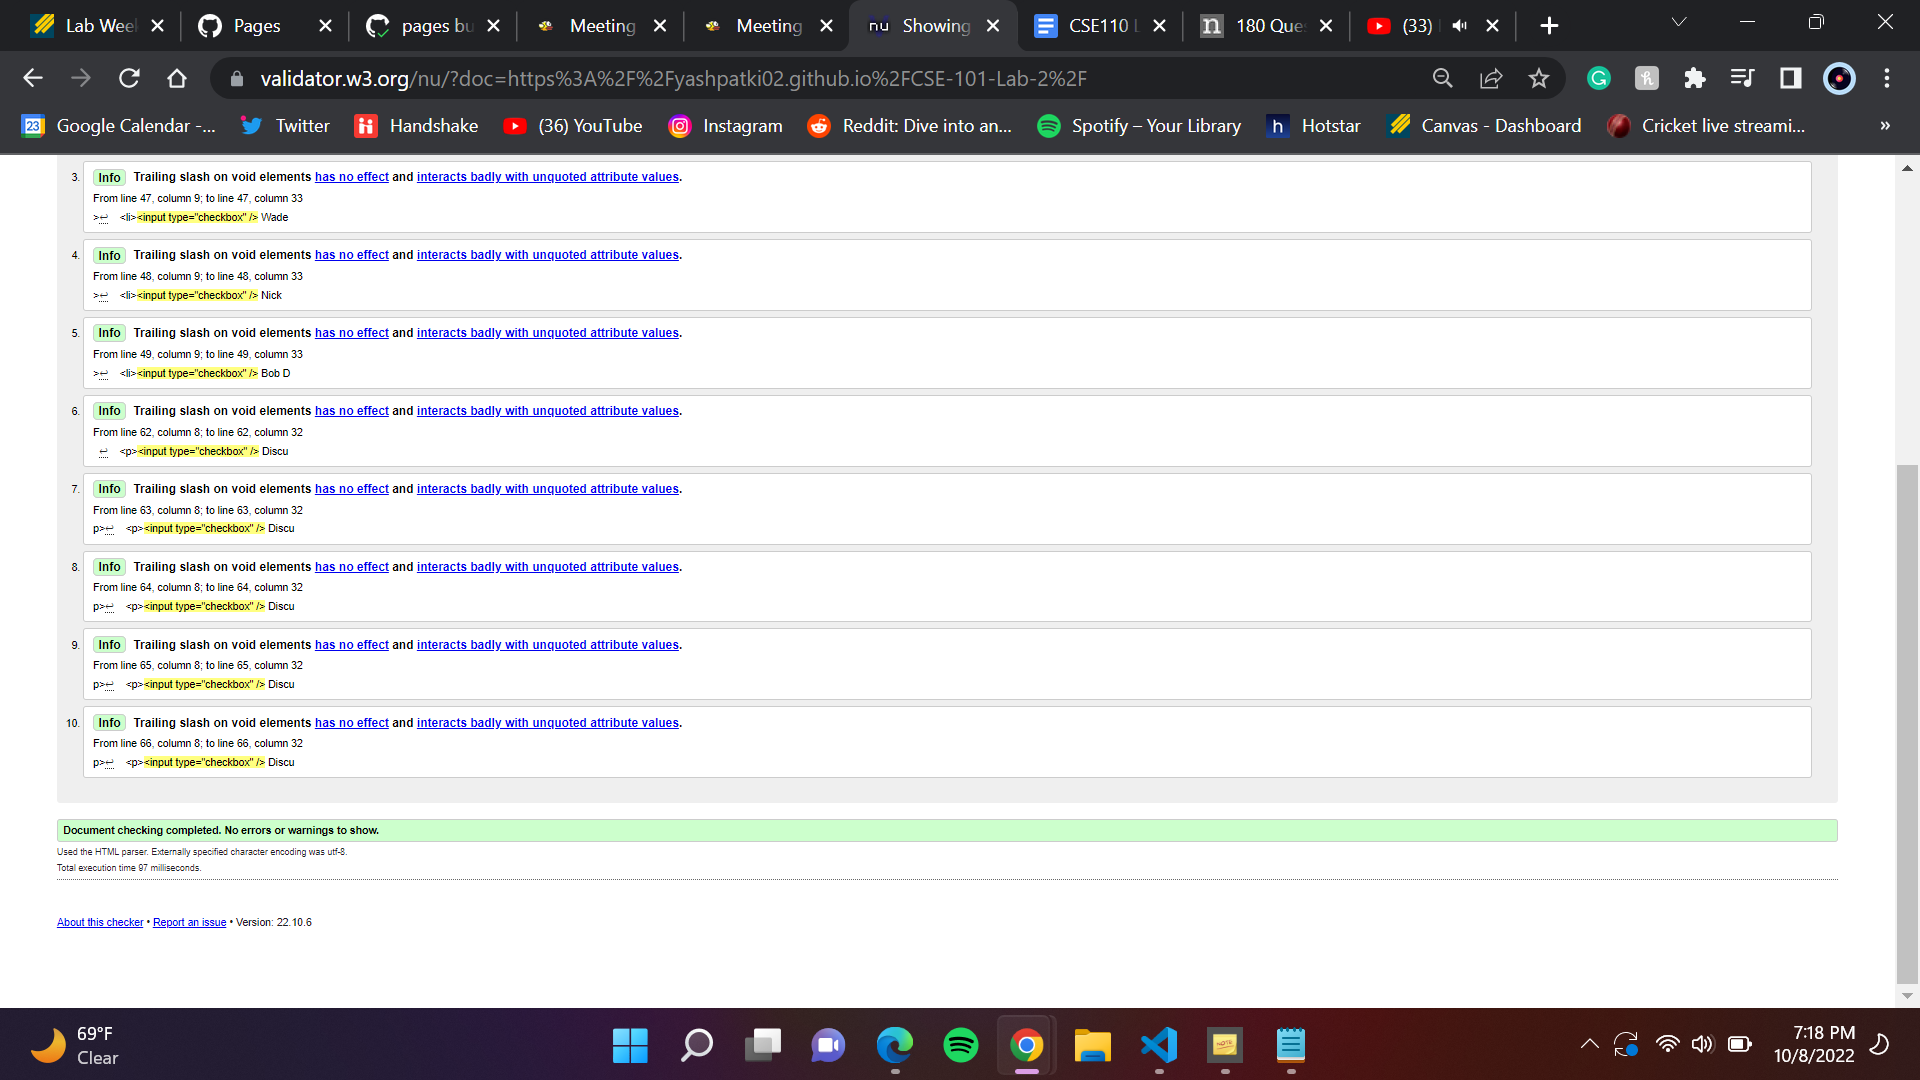 Lab Wee
Pages
pages bu
Meeting
Meeting
nu Showing
CSE110 L
n 180 Que
(33)
validator.w3.org/nu/?doc=https%3A%2F%2Fyashpatki02.github.io%2FCSE-101-Lab-2%2F
23 Google Calendar -...
Twitter
Handshake
(36) YouTube
Instagram
Reddit: Dive into an...
Spotify – Your Library
h Hotstar
Canvas - Dashboard
Cricket live streami...
»
3. Info Trailing slash on void elements has no effect and interacts badly with unquoted attribute values.
From line 47, column 9; to line 47, column 33
>↩ <li><input type="checkbox" /> Wade
4. Info Trailing slash on void elements has no effect and interacts badly with unquoted attribute values.
From line 48, column 9; to line 48, column 33
>↩ <li><input type="checkbox" /> Nick
5. Info Trailing slash on void elements has no effect and interacts badly with unquoted attribute values.
From line 49, column 9; to line 49, column 33
>↩ <li><input type="checkbox" /> Bob D
6. Info Trailing slash on void elements has no effect and interacts badly with unquoted attribute values.
From line 62, column 8; to line 62, column 32
↩ <p><input type="checkbox" /> Discu
7. Info Trailing slash on void elements has no effect and interacts badly with unquoted attribute values.
From line 63, column 8; to line 63, column 32
p>↩ <p><input type="checkbox" /> Discu
8. Info Trailing slash on void elements has no effect and interacts badly with unquoted attribute values.
From line 64, column 8; to line 64, column 32
p>↩ <p><input type="checkbox" /> Discu
9. Info Trailing slash on void elements has no effect and interacts badly with unquoted attribute values.
From line 65, column 8; to line 65, column 32
p>↩ <p><input type="checkbox" /> Discu
10. Info Trailing slash on void elements has no effect and interacts badly with unquoted attribute values.
From line 66, column 8; to line 66, column 32
p>↩ <p><input type="checkbox" /> Discu
Document checking completed. No errors or warnings to show.
Used the HTML parser. Externally specified character encoding was utf-8.
Total execution time 97 milliseconds.
About this checker • Report an issue • Version: 22.10.6
69°F
Clear
7:18 PM
10/8/2022